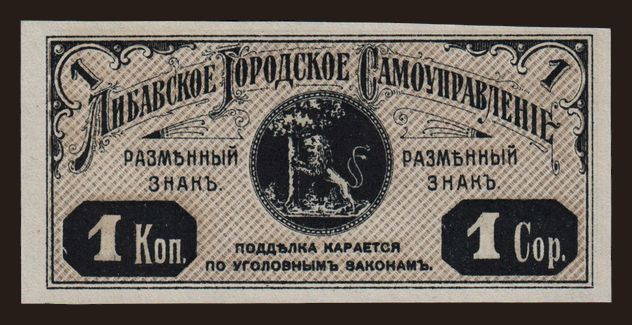 1 1
Либавское Городское Самоуправленіе
РАЗМѢННЫЙ ЗНАКЪ.
РАЗМѢННЫЙ ЗНАКЪ.
1 Коп.
1 Cop.
ПОДДѢЛКА КАРАЕТСЯ
ПО УГОЛОВНЫМЪ ЗАКОНАМЪ.